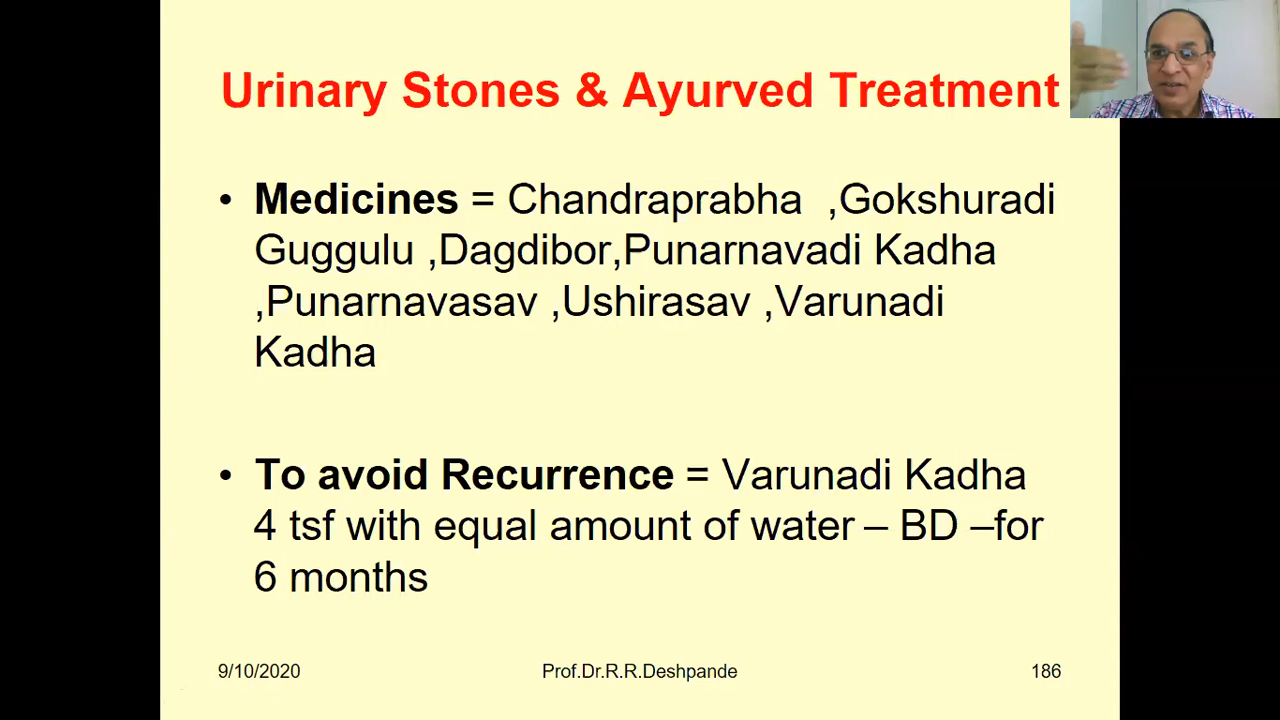 Urinary Stones & Ayurved Treatment
• Medicines = Chandraprabha ,Gokshuradi
Guggulu ,Dagdibor,Punarnavadi Kadha
,Punarnavasav ,Ushirasav ,Varunadi
Kadha
• To avoid Recurrence = Varunadi Kadha
4 tsf with equal amount of water – BD –for
6 months
9/10/2020 Prof.Dr.R.R.Deshpande 186